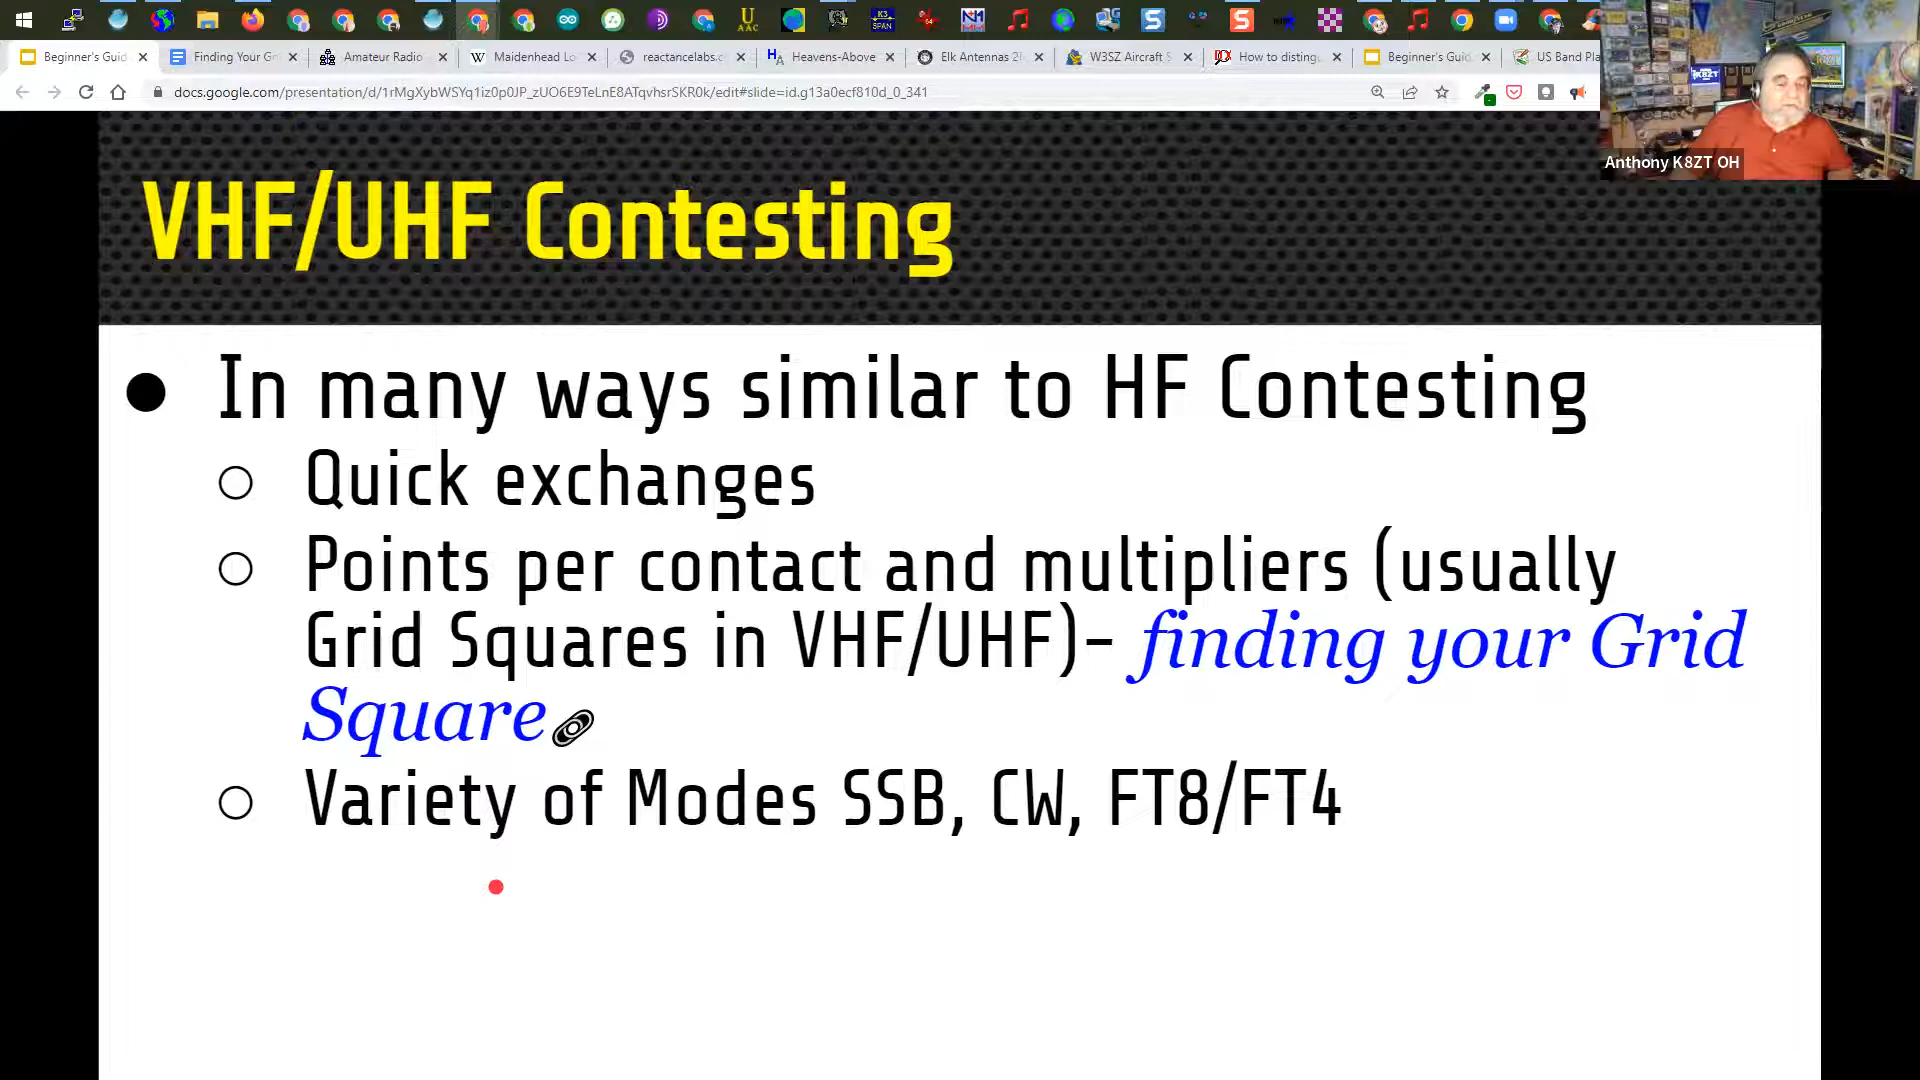 Beginner's Guid
Finding Your Gr
Amateur Radio
Maidenhead Lo
reactancelabs.c
Heavens-Above
Elk Antennas 2
W3SZ Aircraft S
How to disting
Beginner's Guid
US Band Pla
docs.google.com/presentation/d/1rMgXybWSYq1iz0p0JP_zUO6E9TeLnE8ATqvhsrSKR0k/edit#slide=id.g13a0ecf810d_0_341
Anthony K8ZT OH
VHF/UHF Contesting
● In many ways similar to HF Contesting
○ Quick exchanges
○ Points per contact and multipliers (usually
Grid Squares in VHF/UHF)– finding your Grid
Square
○ Variety of Modes SSB, CW, FT8/FT4